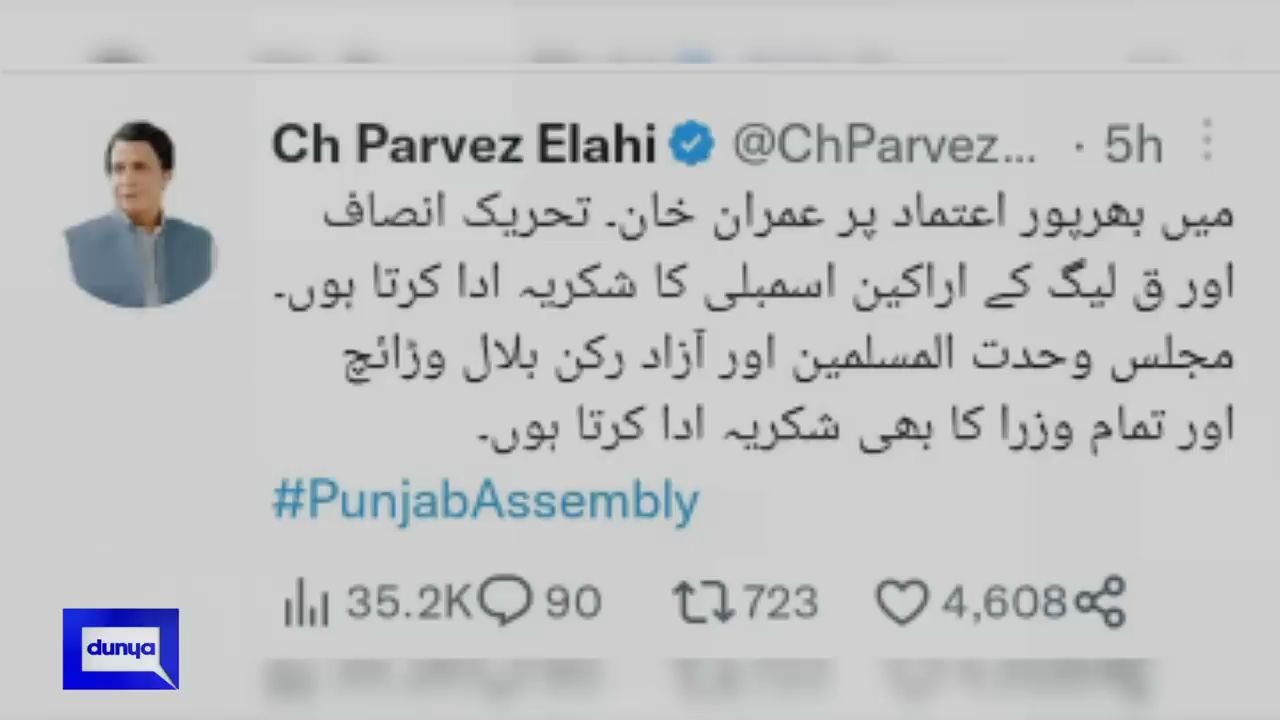 Ch Parvez Elahi @ChParvez... · 5h
میں بھرپور اعتماد پر عمران خان۔ تحریک انصاف
اور ق لیگ کے اراکین اسمبلی کا شکریہ ادا کرتا ہوں۔
مجلس وحدت المسلمین اور آزاد رکن بلال وڑائچ
اور تمام وزرا کا بھی شکریہ ادا کرتا ہوں۔
#PunjabAssembly
35.2K 90 723 4,608
dunya